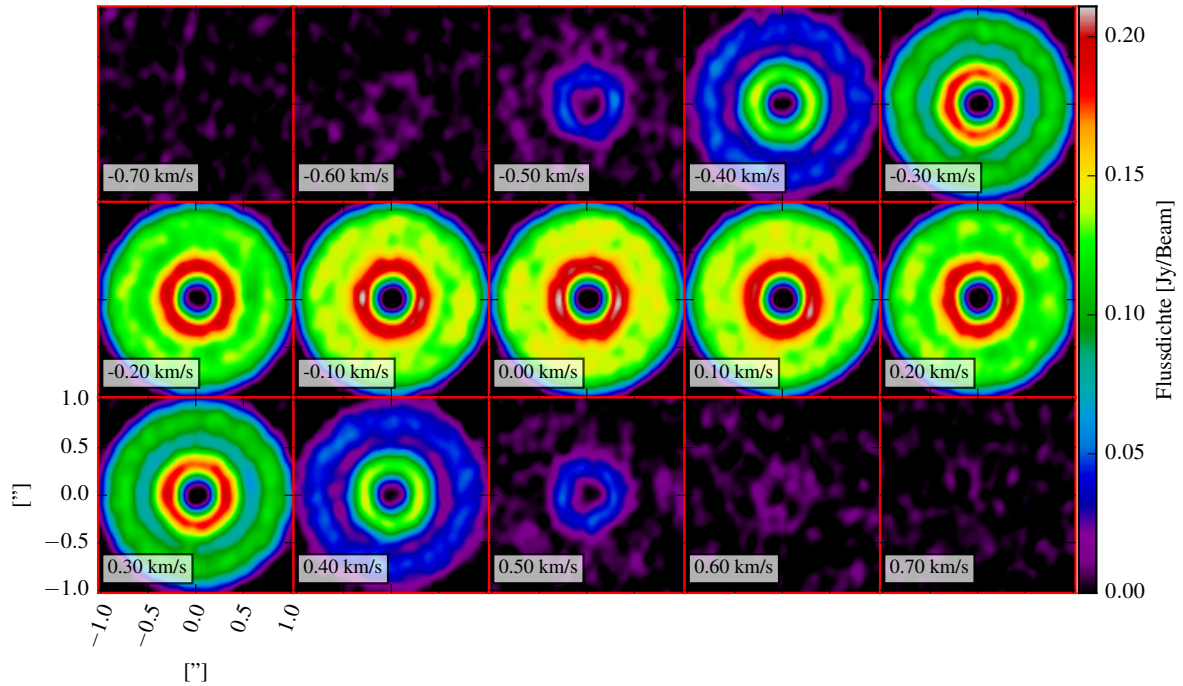 -0.70 km/s
-0.60 km/s
-0.50 km/s
-0.40 km/s
-0.30 km/s
-0.20 km/s
-0.10 km/s
0.00 km/s
0.10 km/s
0.20 km/s
0.30 km/s
0.40 km/s
0.50 km/s
0.60 km/s
0.70 km/s
1.0
0.5
0.0
−0.5
−1.0
["]
−1.0
−0.5
0.0
0.5
1.0
["]
0.20
0.15
0.10
0.05
0.00
Flussdichte [Jy/Beam]